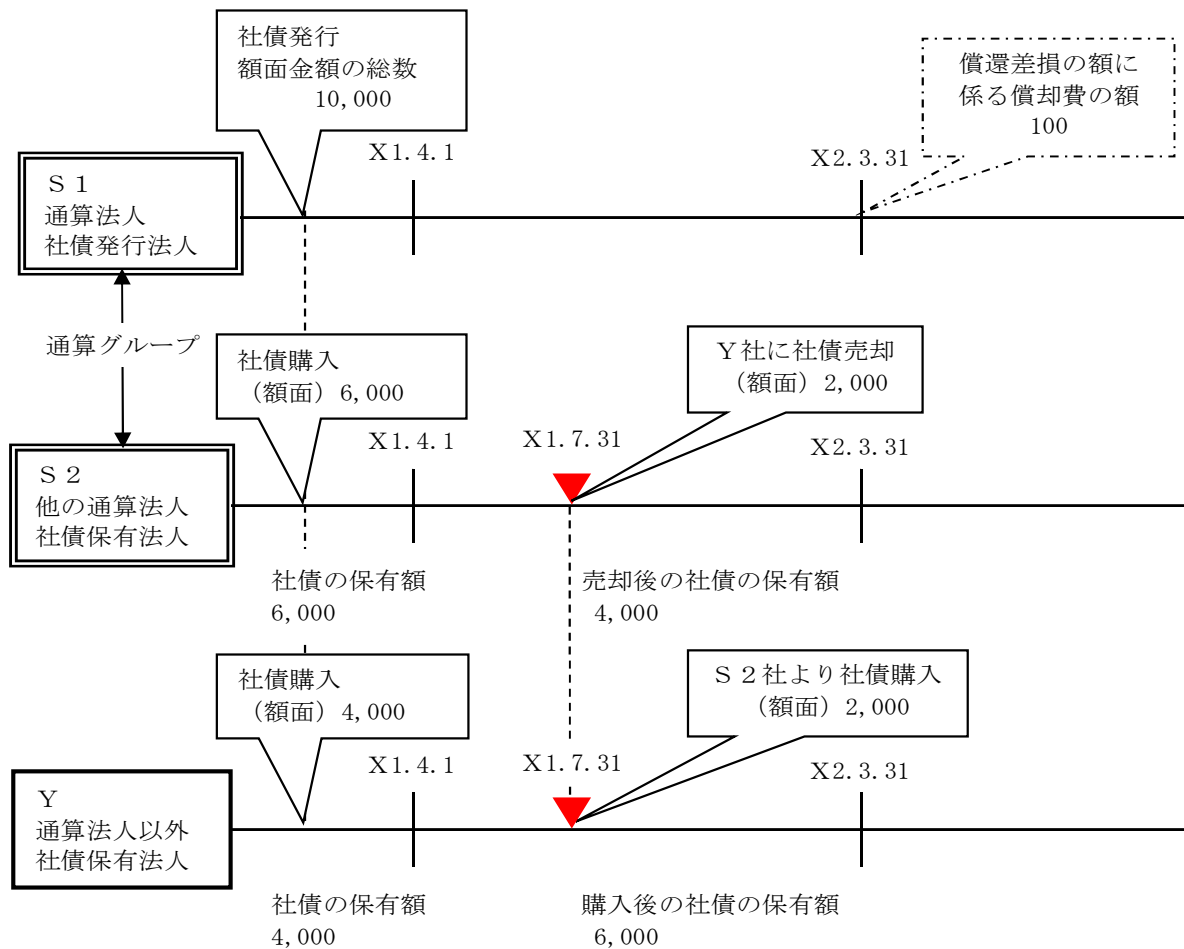 社債発行
額面金額の総数
10,000
償還差損の額に
係る償却費の額
100
X1.4.1
X2.3.31
S1
通算法人
社債発行法人
通算グループ
社債購入
(額面)6,000
Y社に社債売却
(額面)2,000
X1.4.1
X1.7.31
X2.3.31
S2
他の通算法人
社債保有法人
社債の保有額
6,000
売却後の社債の保有額
4,000
社債購入
(額面)4,000
S2社より社債購入
(額面)2,000
X1.4.1
X1.7.31
X2.3.31
Y
通算法人以外
社債保有法人
社債の保有額
4,000
購入後の社債の保有額
6,000